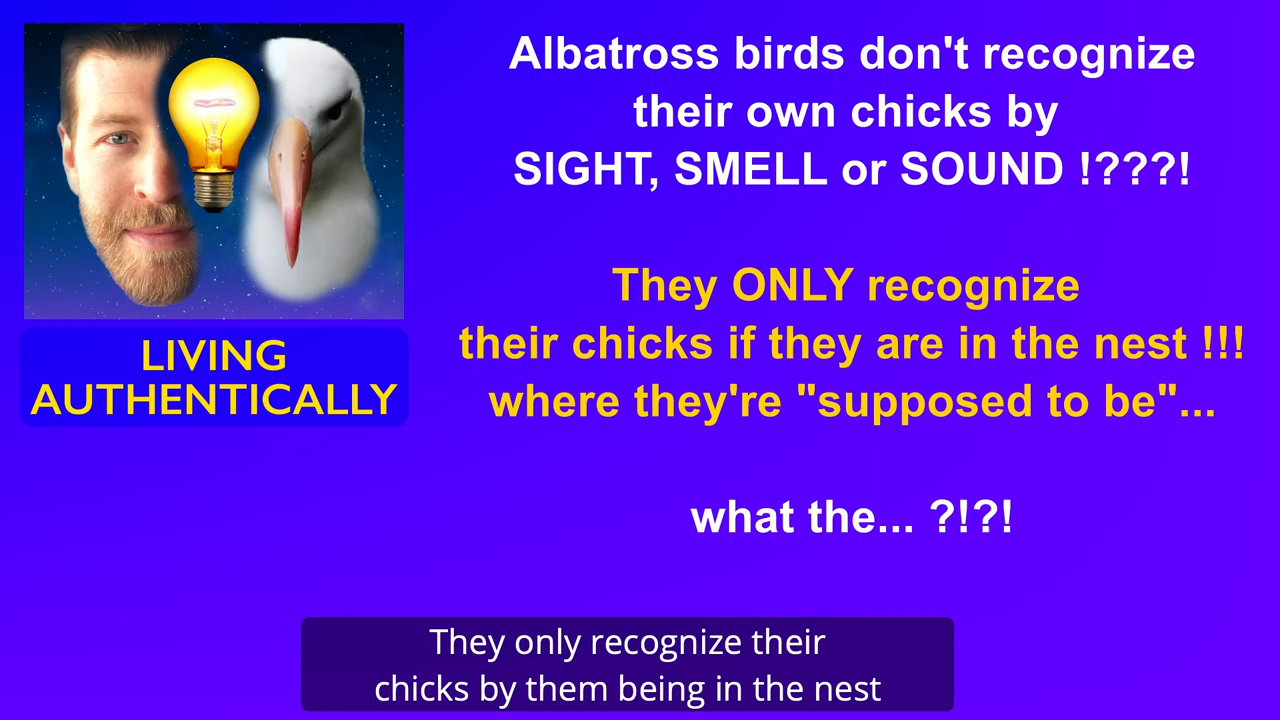 LIVING
AUTHENTICALLY
Albatross birds don't recognize
their own chicks by
SIGHT, SMELL or SOUND !???!
They ONLY recognize
their chicks if they are in the nest !!!
where they're "supposed to be"...
what the... ?!?!
They only recognize their
chicks by them being in the nest